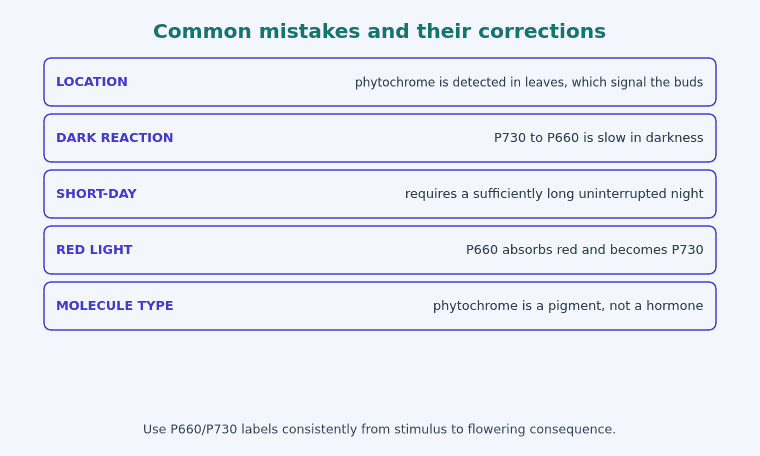 Common mistakes and their corrections
LOCATION phytochrome is detected in leaves, which signal the buds
DARK REACTION P730 to P660 is slow in darkness
SHORT-DAY requires a sufficiently long uninterrupted night
RED LIGHT P660 absorbs red and becomes P730
MOLECULE TYPE phytochrome is a pigment, not a hormone
Use P660/P730 labels consistently from stimulus to flowering consequence.